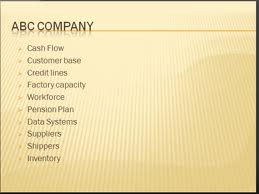 ABC COMPANY
Cash Flow
Customer base
Credit lines
Factory capacity
Workforce
Pension Plan
Data Systems
Suppliers
Shippers
Inventory